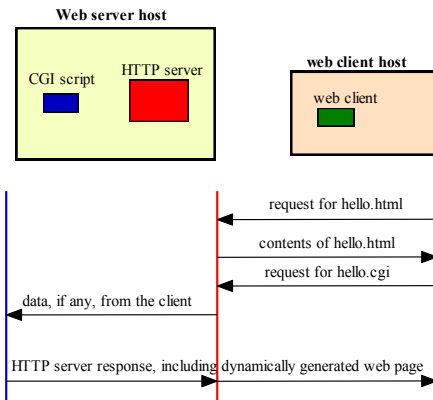 Web server host
web client host
CGI script
HTTP server
web client
request for hello.html
contents of hello.html
request for hello.cgi
data, if any, from the client
HTTP server response, including dynamically generated web page